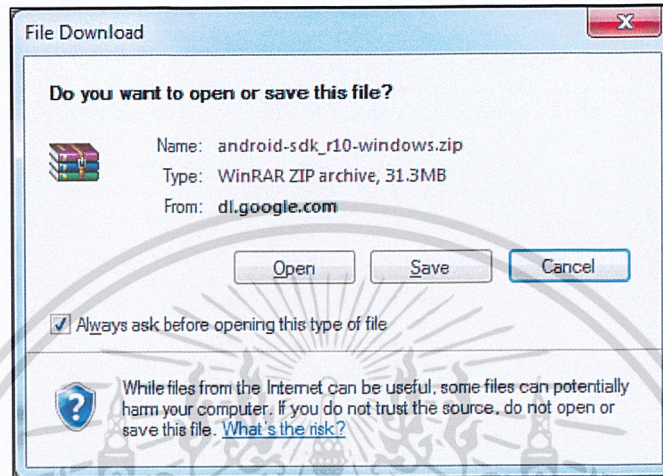 File Download
Do you want to open or save this file?
Name: android-sdk_r10-windows.zip
Type: WinRAR ZIP archive, 31.3MB
From: dl.google.com
Open Save Cancel
Always ask before opening this type of file
While files from the Internet can be useful, some files can potentially
harm your computer. If you do not trust the source, do not open or
save this file. What's the risk?